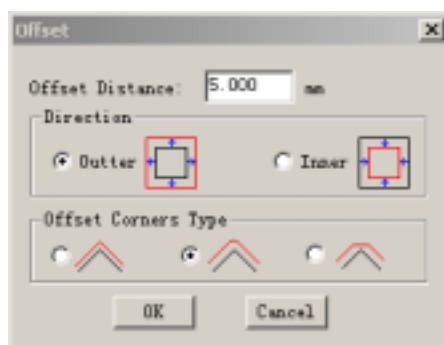 Offset
Offset Distance: 5.000 mm
Direction
Outter Inner
Offset Corners Type
OK Cancel